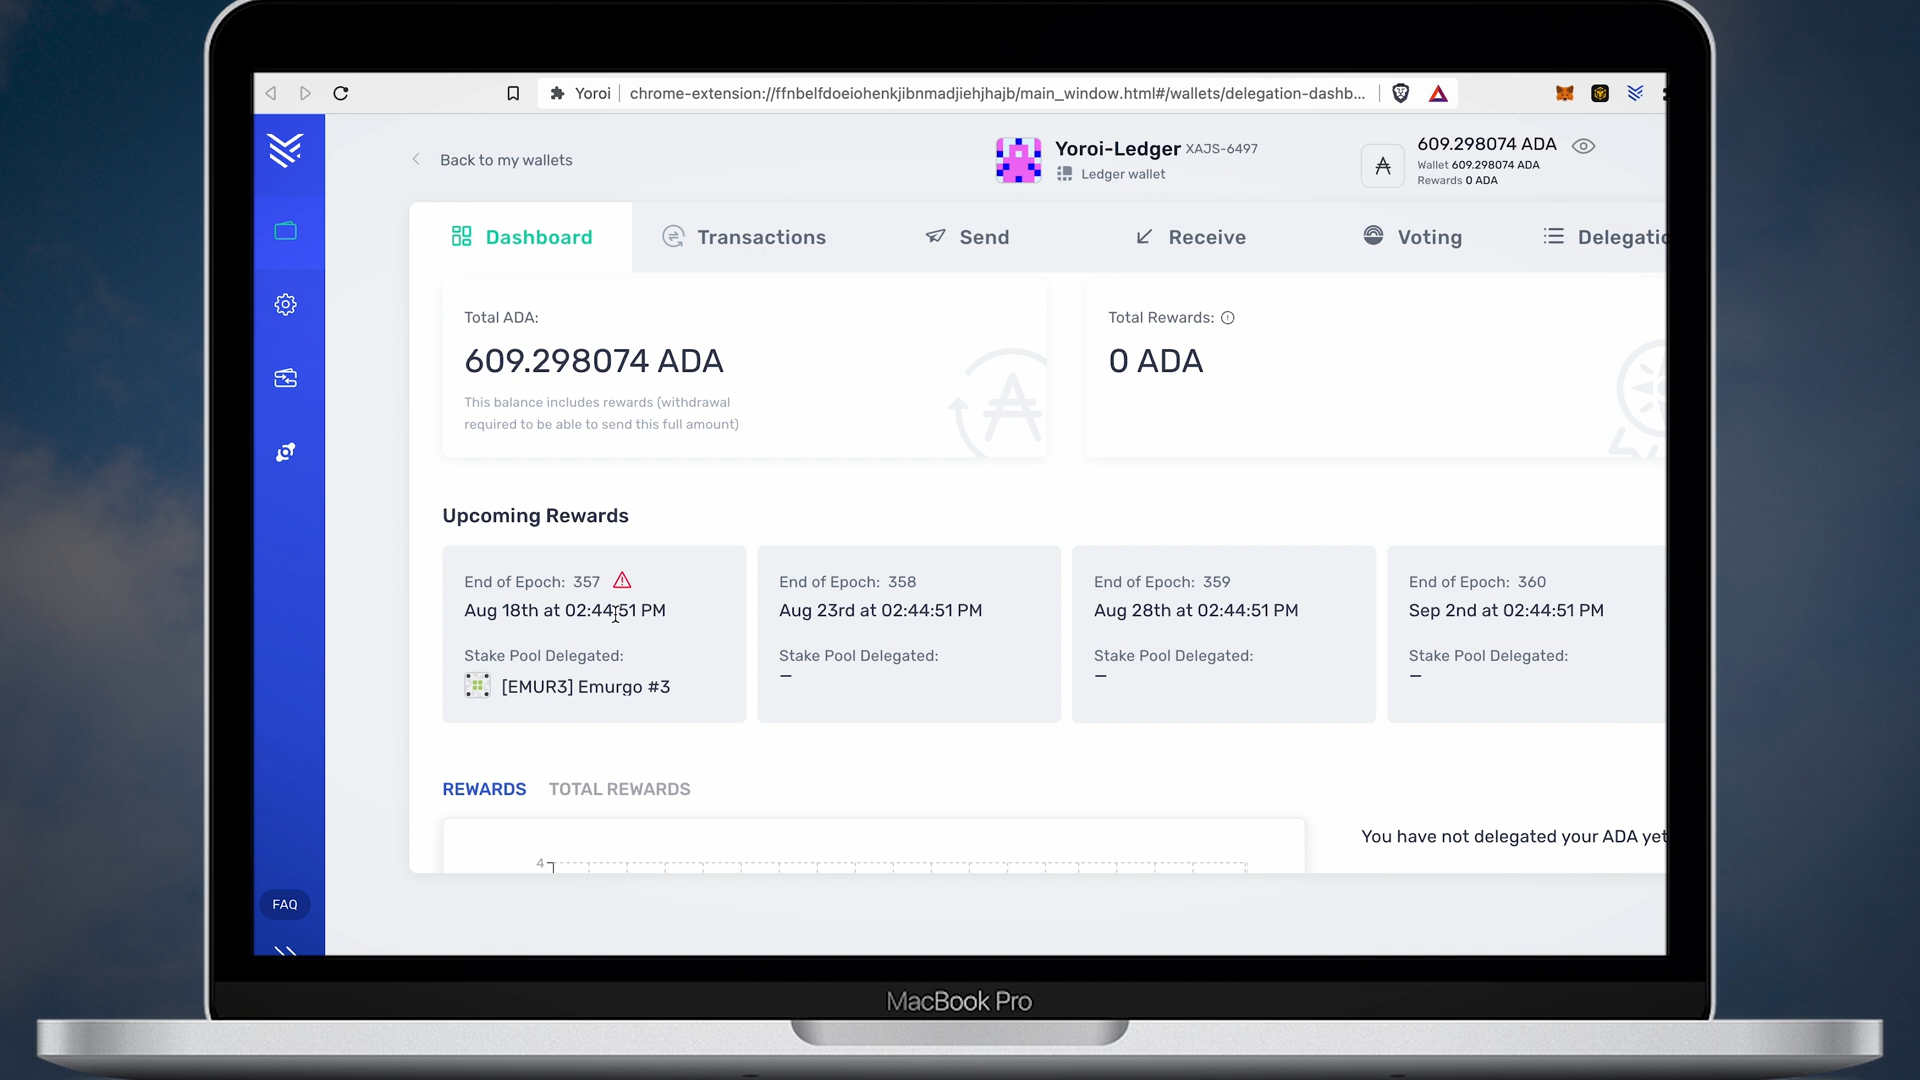 Yoroi
chrome-extension://ffnbelfdoeiohenkjibnmadjiehjhajb/main_window.html#/wallets/delegation-dashb...
Back to my wallets
Yoroi-Ledger XAJS-6497
Ledger wallet
609.298074 ADA
Wallet 609.298074 ADA
Rewards 0 ADA
Dashboard
Transactions
Send
Receive
Voting
Delegatio
Total ADA:
609.298074 ADA
This balance includes rewards (withdrawal
required to be able to send this full amount)
Total Rewards:
0 ADA
Upcoming Rewards
End of Epoch: 357
Aug 18th at 02:44:51 PM
Stake Pool Delegated:
[EMUR3] Emurgo #3
End of Epoch: 358
Aug 23rd at 02:44:51 PM
Stake Pool Delegated:
–
End of Epoch: 359
Aug 28th at 02:44:51 PM
Stake Pool Delegated:
–
End of Epoch: 360
Sep 2nd at 02:44:51 PM
Stake Pool Delegated:
–
REWARDS
TOTAL REWARDS
You have not delegated your ADA yet
4
FAQ
MacBook Pro